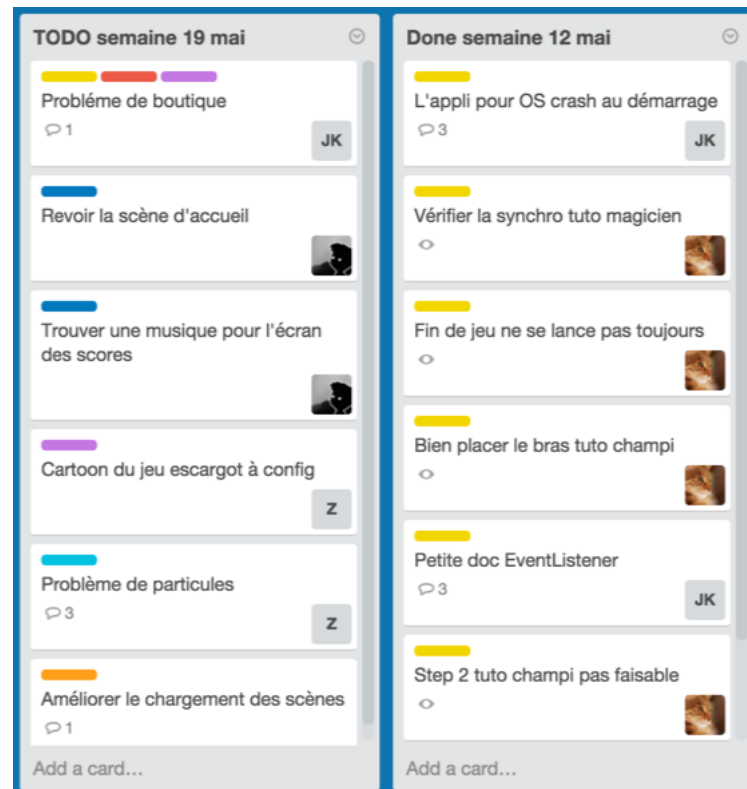 TODO semaine 19 mai
Probléme de boutique
1
JK
Revoir la scène d'accueil
Trouver une musique pour l'écran
des scores
Cartoon du jeu escargot à config
Z
Problème de particules
3
Z
Améliorer le chargement des scènes
1
Add a card...
Done semaine 12 mai
L'appli pour OS crash au démarrage
3
JK
Vérifier la synchro tuto magicien
Fin de jeu ne se lance pas toujours
Bien placer le bras tuto champi
Petite doc EventListener
3
JK
Step 2 tuto champi pas faisable
Add a card...